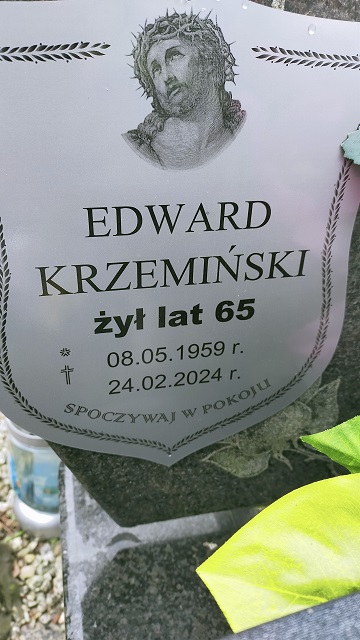 EDWARD
KRZEMIŃSKI
żył lat 65
08.05.1959 r.
24.02.2024 r.
SPOCZYWAJ W POKOJU